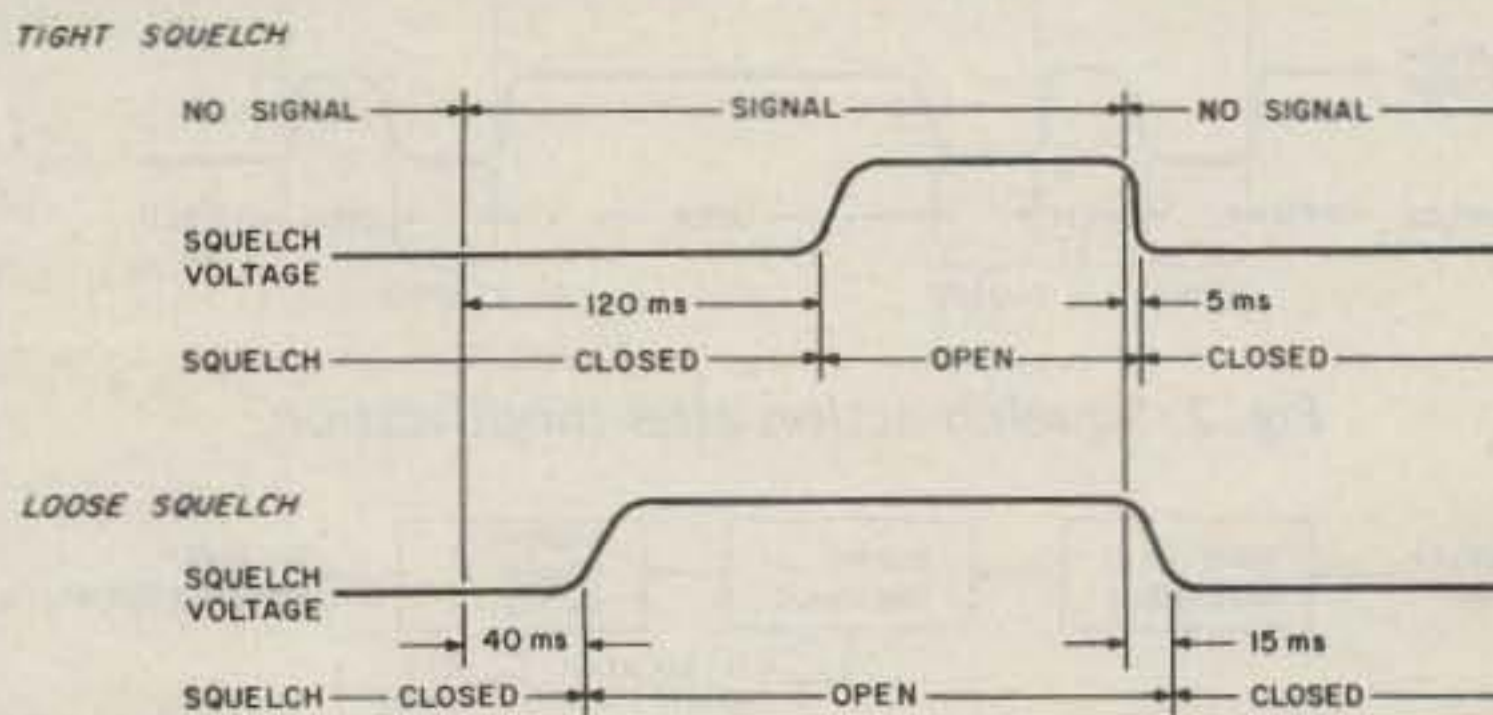 TIGHT SQUELCH
NO SIGNAL SIGNAL NO SIGNAL
SQUELCH
VOLTAGE
120 ms 5 ms
SQUELCH CLOSED OPEN CLOSED
LOOSE SQUELCH
SQUELCH
VOLTAGE
40 ms 15 ms
SQUELCH CLOSED OPEN CLOSED